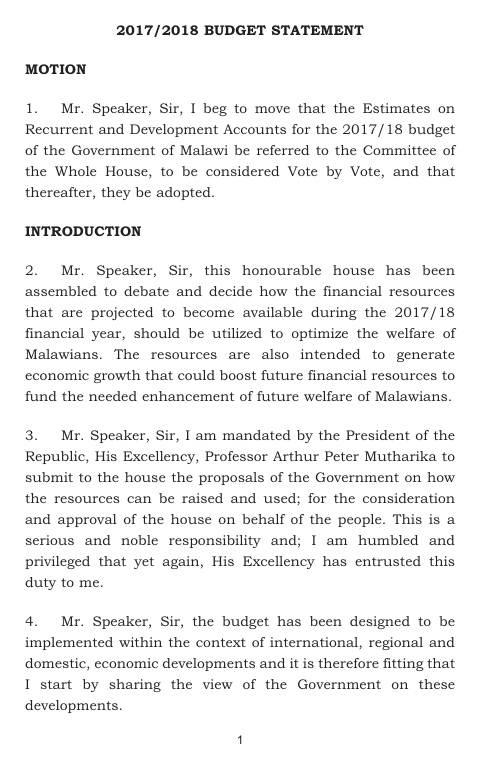 2017/2018 BUDGET STATEMENT
MOTION
1. Mr. Speaker, Sir, I beg to move that the Estimates on
Recurrent and Development Accounts for the 2017/18 budget
of the Government of Malawi be referred to the Committee of
the Whole House, to be considered Vote by Vote, and that
thereafter, they be adopted.
INTRODUCTION
2. Mr. Speaker, Sir, this honourable house has been
assembled to debate and decide how the financial resources
that are projected to become available during the 2017/18
financial year, should be utilized to optimize the welfare of
Malawians. The resources are also intended to generate
economic growth that could boost future financial resources to
fund the needed enhancement of future welfare of Malawians.
3. Mr. Speaker, Sir, I am mandated by the President of the
Republic, His Excellency, Professor Arthur Peter Mutharika to
submit to the house the proposals of the Government on how
the resources can be raised and used; for the consideration
and approval of the house on behalf of the people. This is a
serious and noble responsibility and; I am humbled and
privileged that yet again, His Excellency has entrusted this
duty to me.
4. Mr. Speaker, Sir, the budget has been designed to be
implemented within the context of international, regional and
domestic, economic developments and it is therefore fitting that
I start by sharing the view of the Government on these
developments.
1